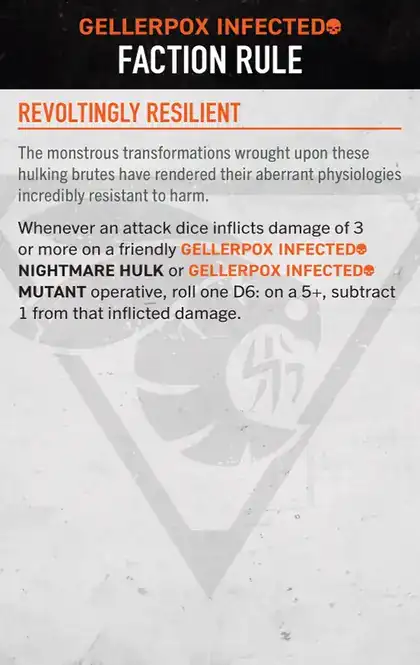 GELLERPOX INFECTED
FACTION RULE
REVOLTINGLY RESILIENT
The monstrous transformations wrought upon these
hulking brutes have rendered their aberrant physiologies
incredibly resistant to harm.
Whenever an attack dice inflicts damage of 3
or more on a friendly GELLERPOX INFECTED
NIGHTMARE HULK or GELLERPOX INFECTED
MUTANT operative, roll one D6: on a 5+, subtract
1 from that inflicted damage.